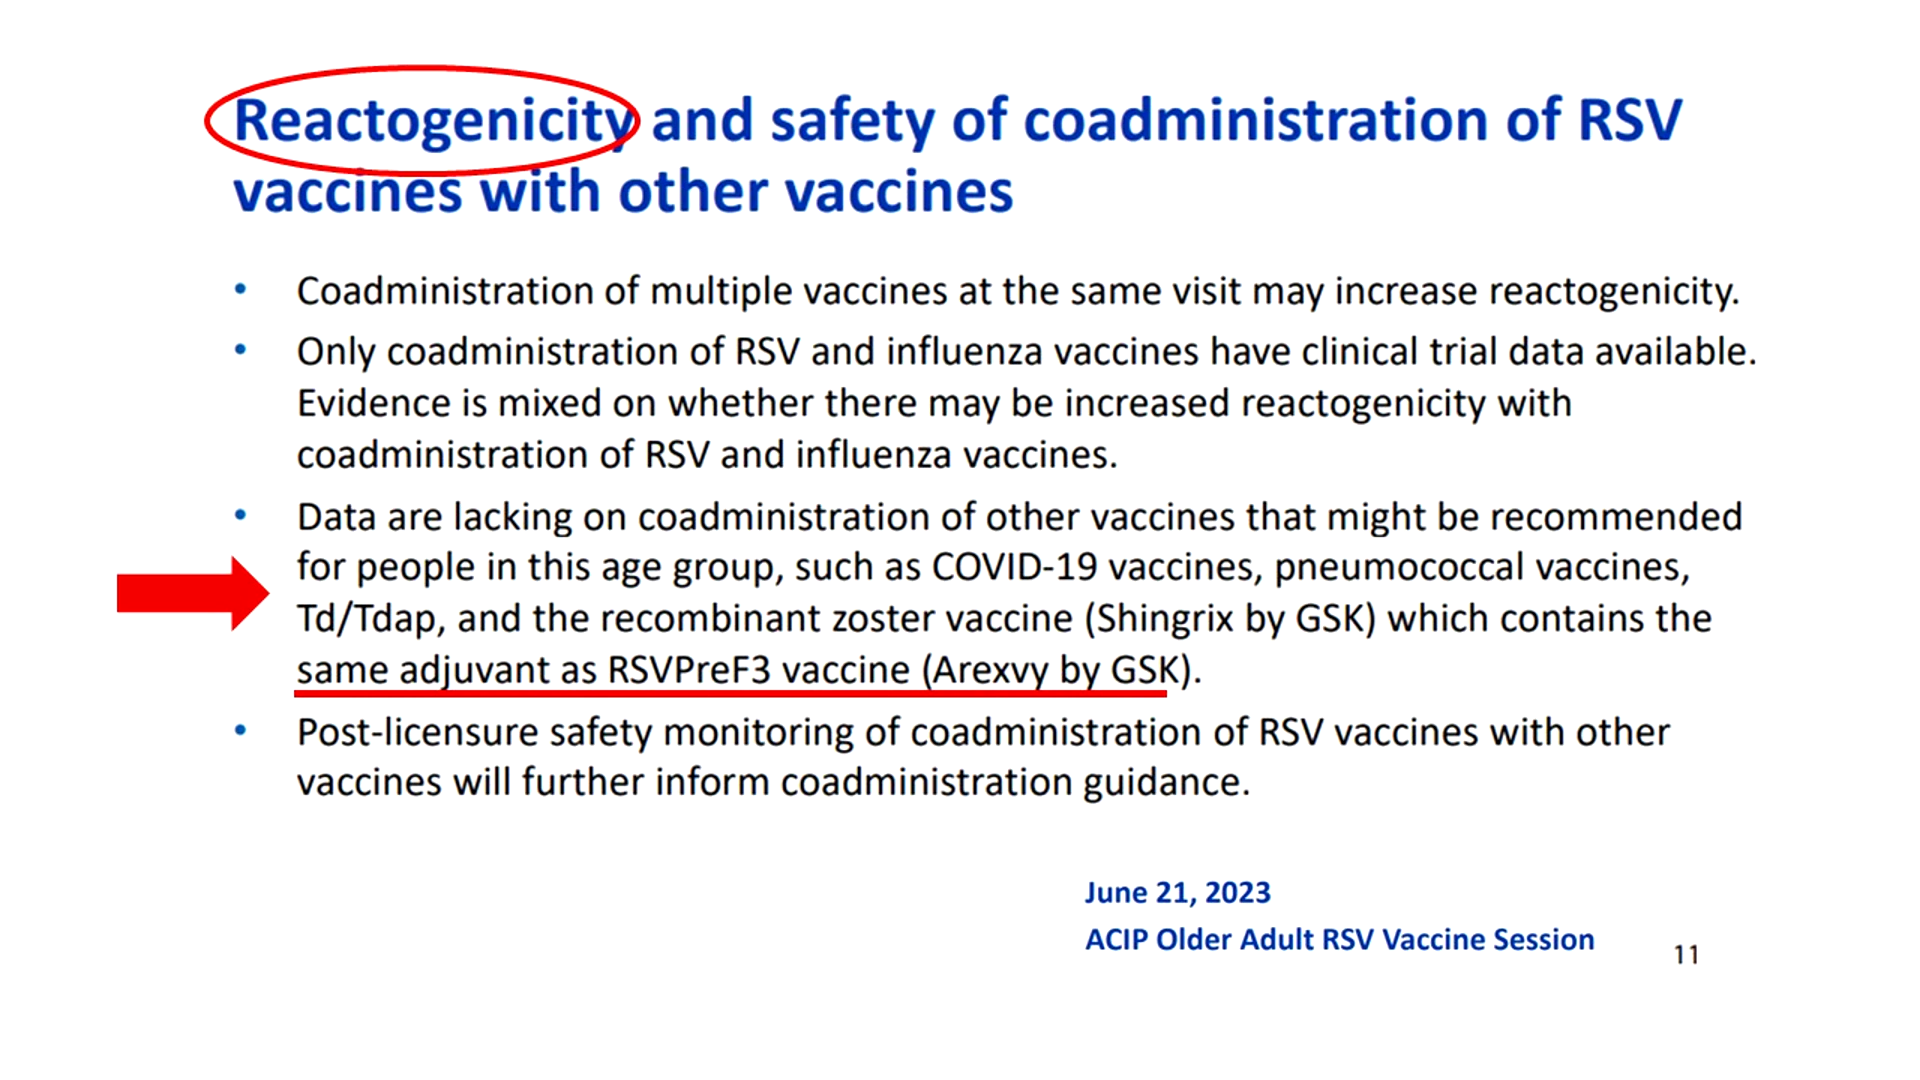 Reactogenicity and safety of coadministration of RSV
vaccines with other vaccines
• Coadministration of multiple vaccines at the same visit may increase reactogenicity.
• Only coadministration of RSV and influenza vaccines have clinical trial data available.
Evidence is mixed on whether there may be increased reactogenicity with
coadministration of RSV and influenza vaccines.
• Data are lacking on coadministration of other vaccines that might be recommended
for people in this age group, such as COVID-19 vaccines, pneumococcal vaccines,
Td/Tdap, and the recombinant zoster vaccine (Shingrix by GSK) which contains the
same adjuvant as RSVPreF3 vaccine (Arexvy by GSK).
• Post-licensure safety monitoring of coadministration of RSV vaccines with other
vaccines will further inform coadministration guidance.
June 21, 2023
ACIP Older Adult RSV Vaccine Session
11